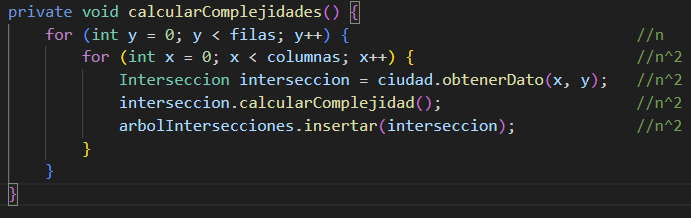 private void calcularComplejidades() {
    for (int y = 0; y < filas; y++) {                                    //n
        for (int x = 0; x < columnas; x++) {                             //n^2
            Interseccion interseccion = ciudad.obtenerDato(x, y);   //n^2
            interseccion.calcularComplejidad();                          //n^2
            arbolIntersecciones.insertar(interseccion);                  //n^2
        }
    }
}